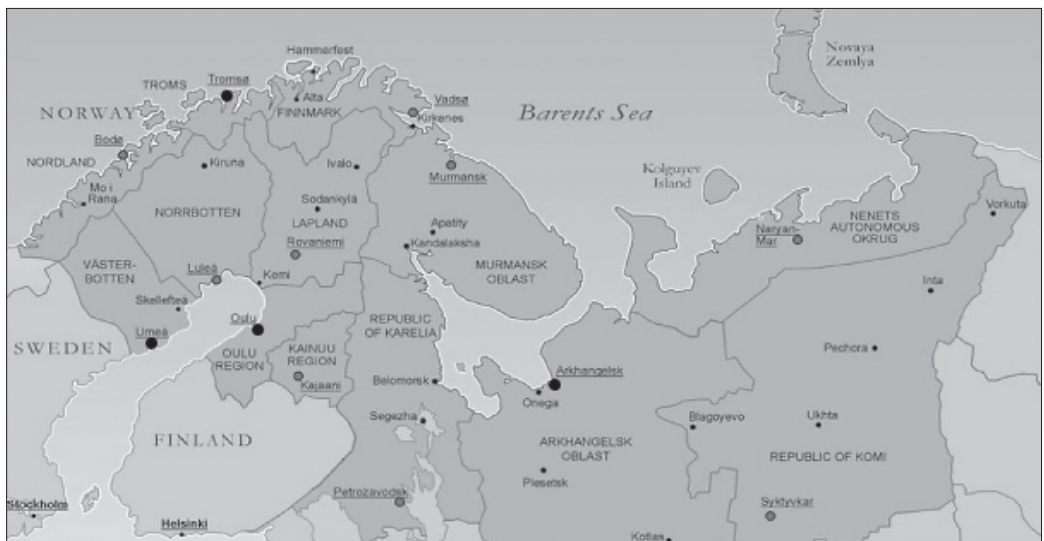 Hammerfest
Novaya
Zemlya
TROMS
Tromsø
Alta
FINNMARK
Vadsø
Kirkenes
NORWAY
Barents Sea
Bodø
NORDLAND
Kiruna
Ivalo
Murmansk
Kolguyev
Island
Mo i
Rana
NORRBOTTEN
Sodankylä
LAPLAND
Rovaniemi
Apatity
Kandalaksha
MURMANSK
OBLAST
Naryan-
Mar
NENETS
AUTONOMOUS
OKRUG
Vorkuta
VÄSTER-
BOTTEN
Luleå
Kemi
Inta
Skellefteå
Umeå
Oulu
REPUBLIC
OF KARELIA
SWEDEN
OULU
REGION
KAINUU
REGION
Kajaani
Belomorsk
Arkhangelsk
Onega
Pechora
Segezha
Blagoyevo
Ukhta
FINLAND
ARKHANGELSK
OBLAST
REPUBLIC OF KOMI
Plesetsk
Petrozavodsk
Syktyvkar
Stockholm
Helsinki
Kotlas